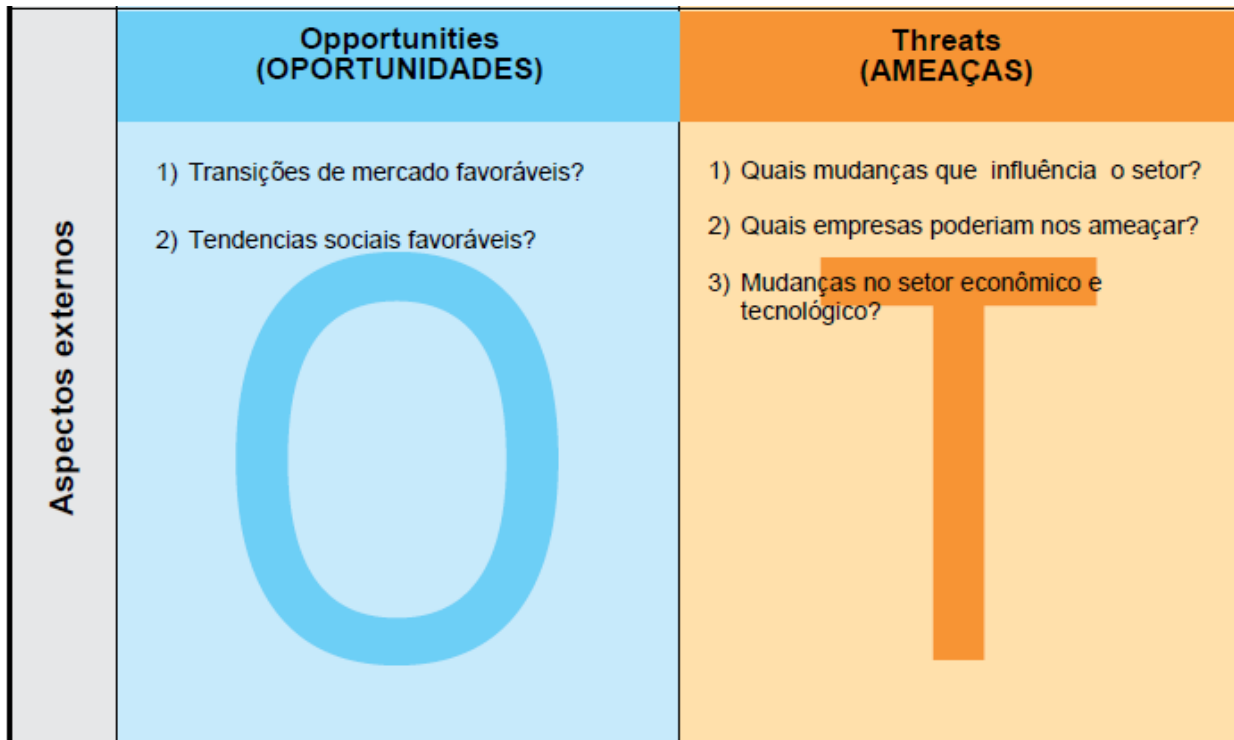 Aspectos externos
Opportunities
(OPORTUNIDADES)
1) Transições de mercado favoráveis?
2) Tendencias sociais favoráveis?
O
Threats
(AMEAÇAS)
1) Quais mudanças que influência o setor?
2) Quais empresas poderiam nos ameaçar?
3) Mudanças no setor econômico e
tecnológico?
T